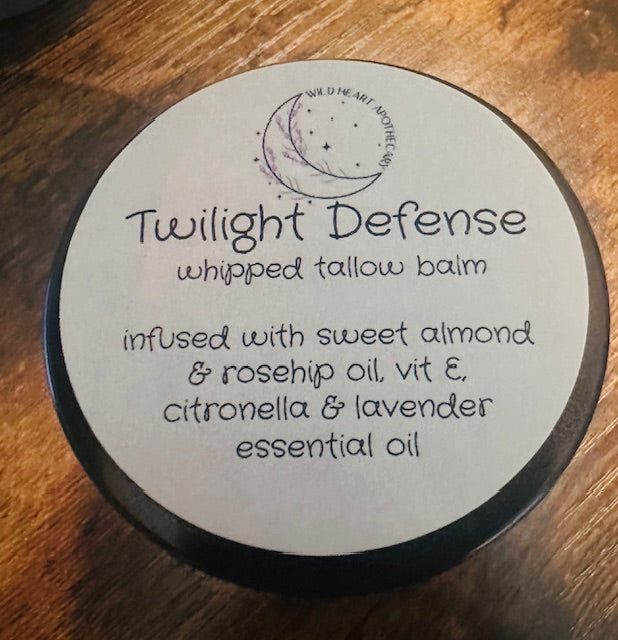 WILD HEART APOTHECARY
Twilight Defense
whipped tallow balm
infused with sweet almond
& rosehip oil, vit E,
citronella & lavender
essential oil